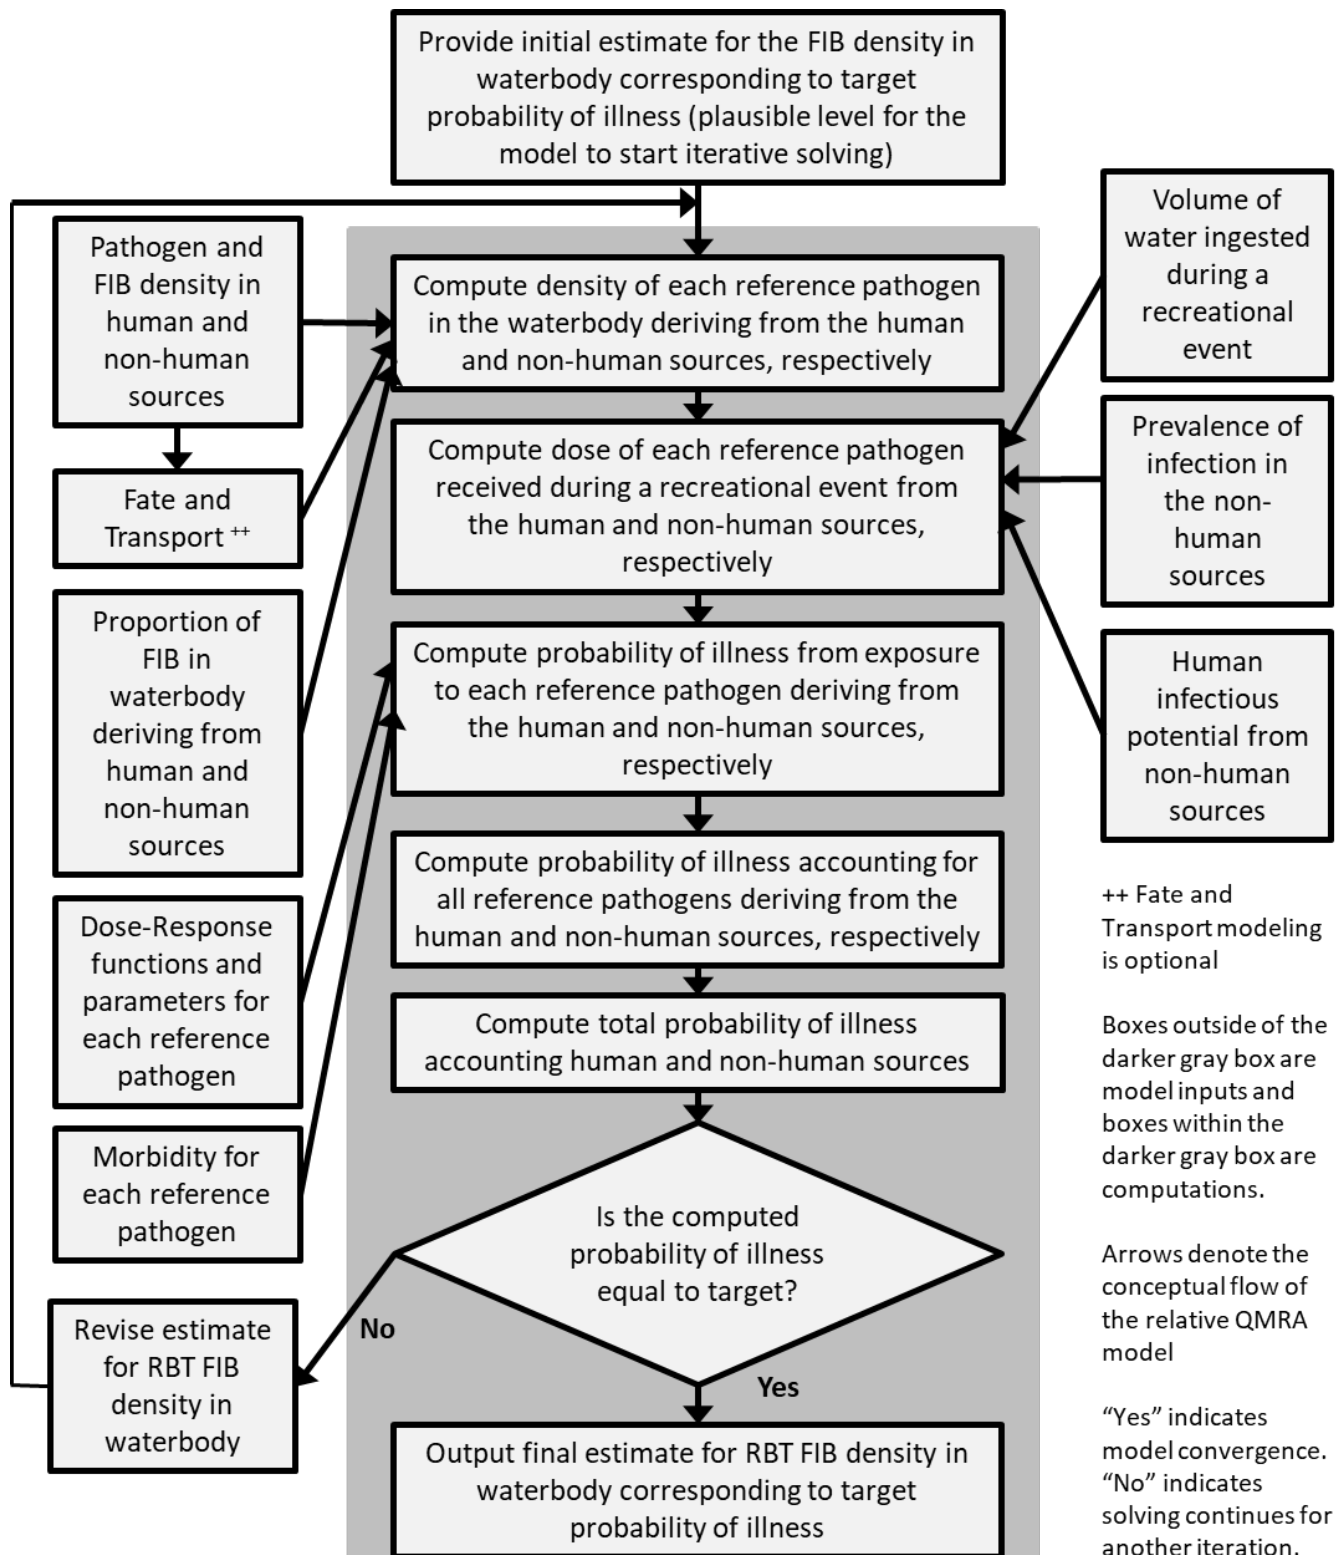 Provide initial estimate for the FIB density in
waterbody corresponding to target
probability of illness (plausible level for the
model to start iterative solving)
Pathogen and
FIB density in
human and
non-human
sources
Fate and
Transport ++
Proportion of
FIB in
waterbody
deriving from
human and
non-human
sources
Dose-Response
functions and
parameters for
each reference
pathogen
Morbidity for
each reference
pathogen
Revise estimate
for RBT FIB
density in
waterbody
Compute density of each reference pathogen
in the waterbody deriving from the human
and non-human sources, respectively
Compute dose of each reference pathogen
received during a recreational event from
the human and non-human sources,
respectively
Compute probability of illness from exposure
to each reference pathogen deriving from
the human and non-human sources,
respectively
Compute probability of illness accounting for
all reference pathogens deriving from the
human and non-human sources, respectively
Compute total probability of illness
accounting human and non-human sources
Is the computed
probability of illness
equal to target?
No
Yes
Output final estimate for RBT FIB density in
waterbody corresponding to target
probability of illness
Volume of
water ingested
during a
recreational
event
Prevalence of
infection in
the non-
human
sources
Human
infectious
potential from
non-human
sources
++ Fate and
Transport modeling
is optional
Boxes outside of the
darker gray box are
model inputs and
boxes within the
darker gray box are
computations.
Arrows denote the
conceptual flow of
the relative QMRA
model
“Yes” indicates
model convergence.
“No” indicates
solving continues for
another iteration.